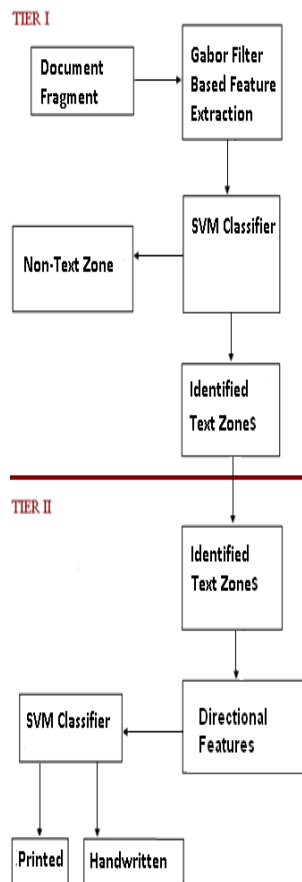 TIER I
Document
Fragment
Gabor Filter
Based Feature
Extraction
SVM Classifier
Non-Text Zone
Identified
Text ZoneS
TIER II
Identified
Text ZoneS
Directional
Features
SVM Classifier
Printed
Handwritten